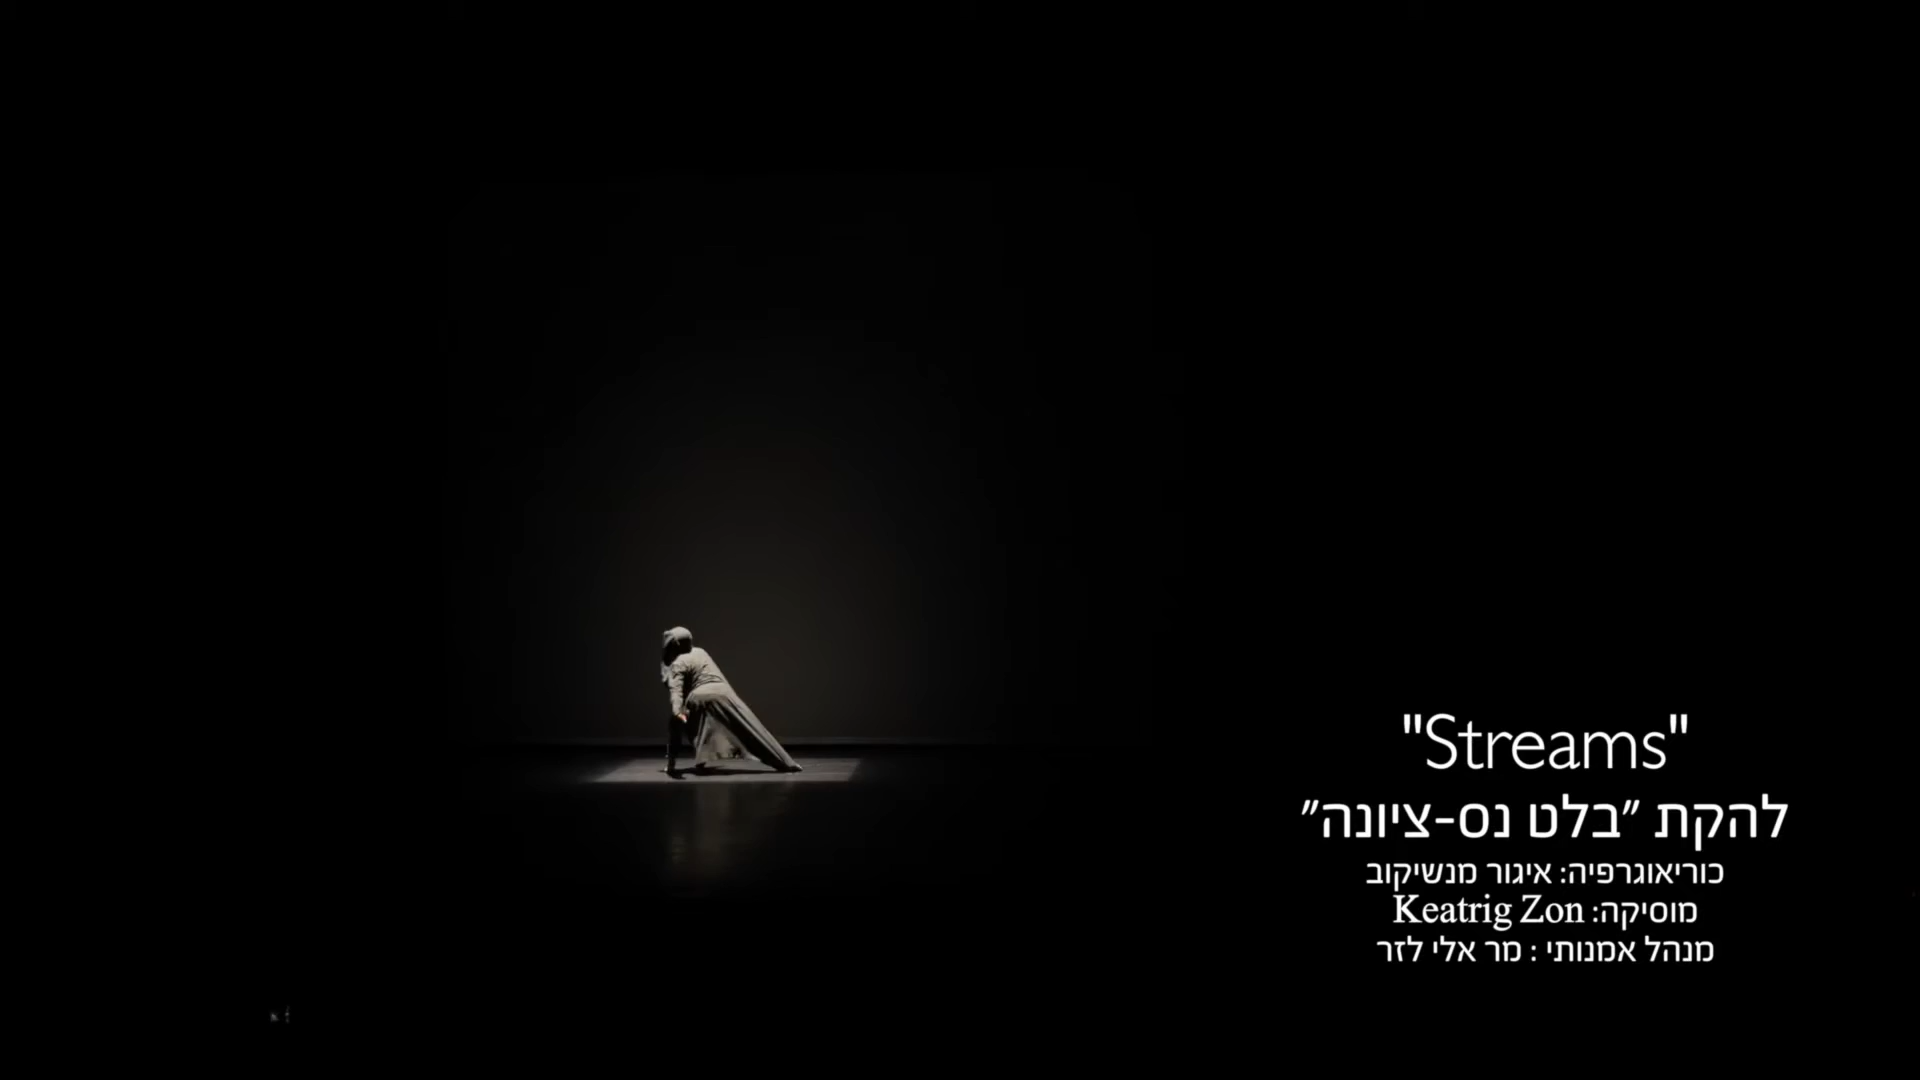 "Streams"
להקת "בלט נס-ציונה"
כוריאוגרפיה: איגור מנשיקוב
מוסיקה: Keatrig Zon
מנהל אמנותי : מר אלי לזר